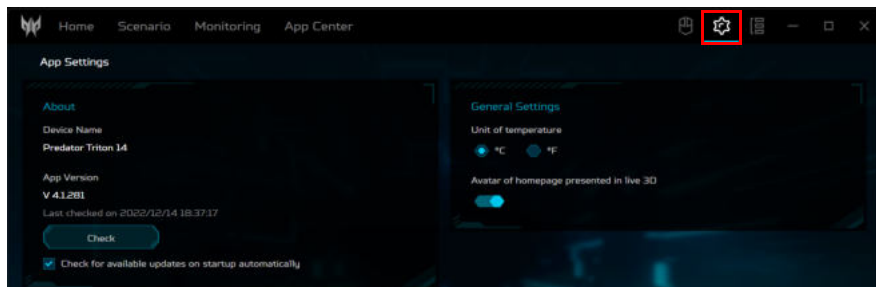 Home Scenario Monitoring App Center
App Settings
About
Device Name
Predator Triton 14
App Version
V 4.1.281
Last checked on 2022/12/14 18:37:17
Check
Check for available updates on startup automatically
General Settings
Unit of temperature
°C °F
Avatar of homepage presented in live 3D